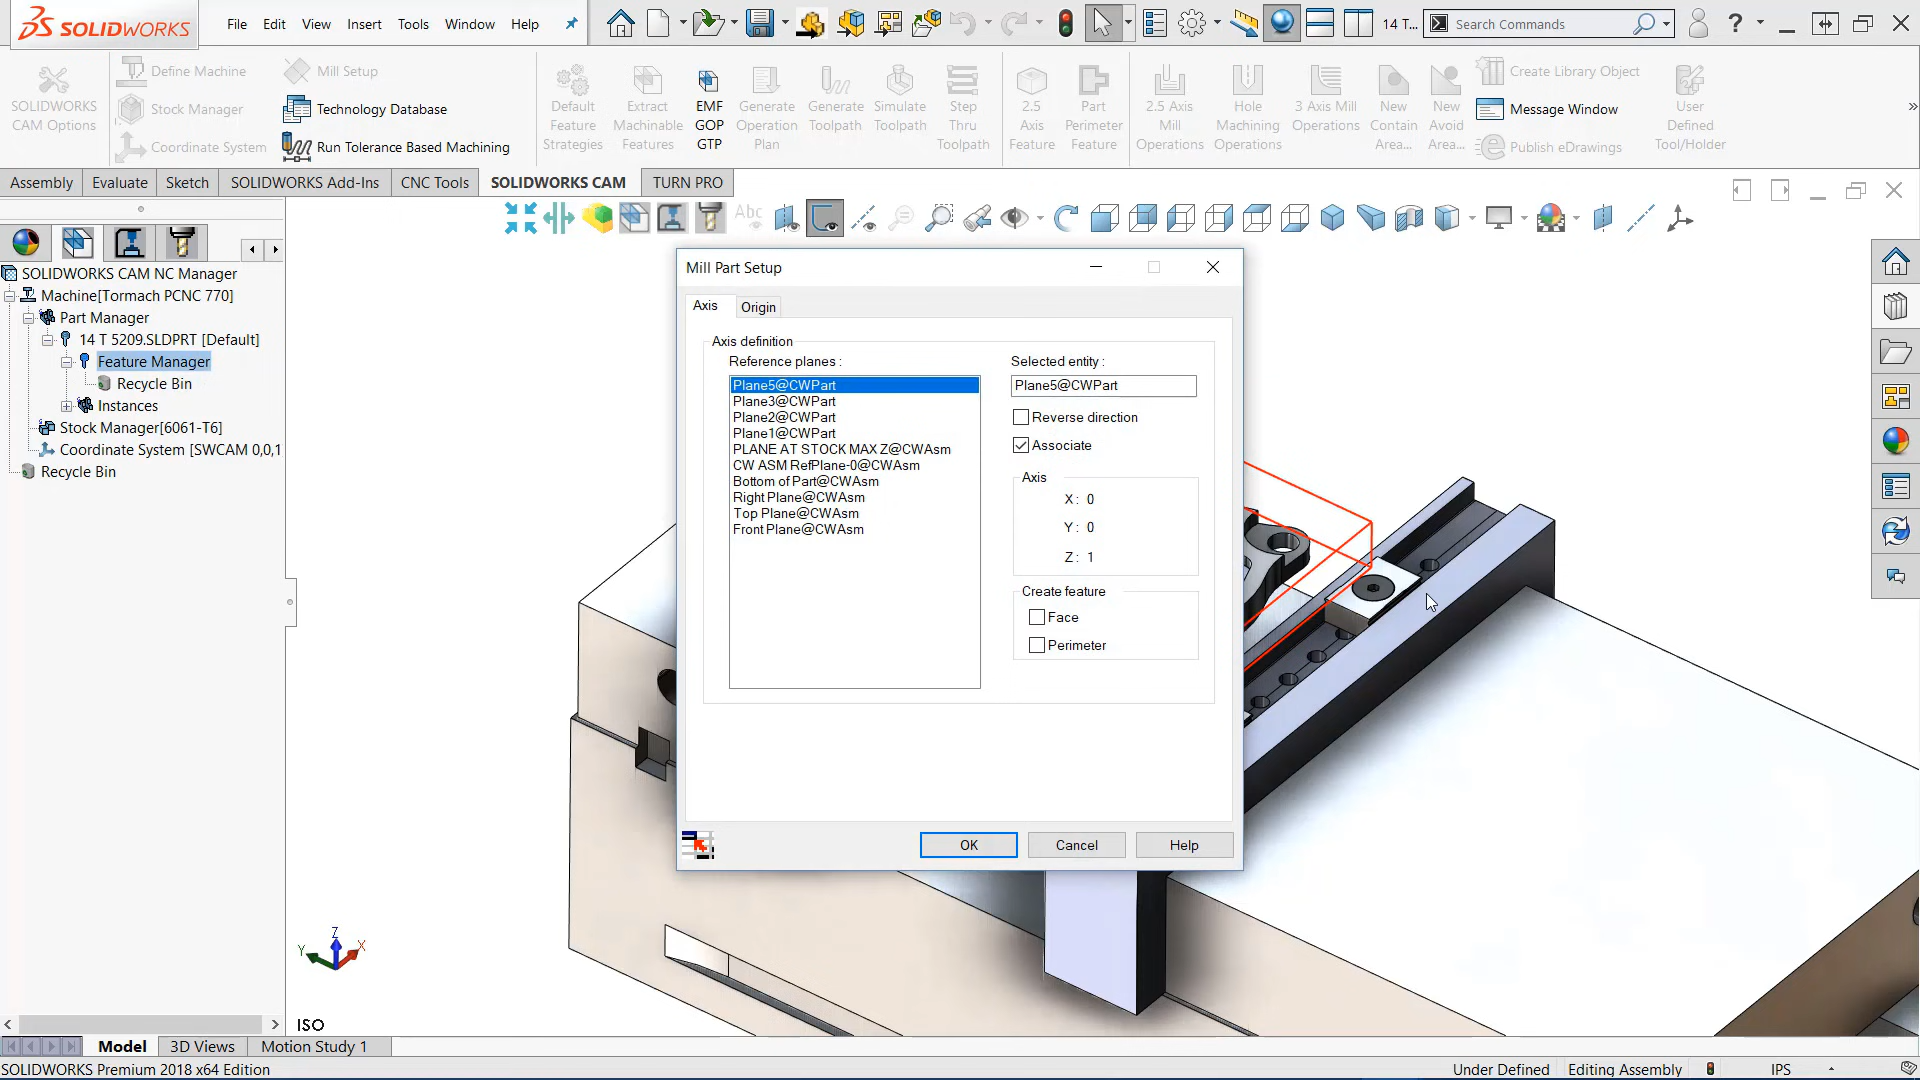 SOLIDWORKS
File Edit View Insert Tools Window Help
14 T...
Search Commands
SOLIDWORKS CAM Options
Define Machine
Stock Manager
Coordinate System
Mill Setup
Technology Database
Run Tolerance Based Machining
Default Feature Strategies
Extract Machinable Features
EMF GOP GTP
Generate Operation Plan
Generate Toolpath
Simulate Toolpath
Step Thru Toolpath
2.5 Axis Feature
Part Perimeter Feature
2.5 Axis Mill Operations
Hole Machining Operations
3 Axis Mill Operations
New Contain Area...
New Avoid Area...
Create Library Object
Message Window
Publish eDrawings
User Defined Tool/Holder
Assembly Evaluate Sketch SOLIDWORKS Add-Ins CNC Tools SOLIDWORKS CAM TURN PRO
Abc
SOLIDWORKS CAM NC Manager
Machine[Tormach PCNC 770]
Part Manager
14 T 5209.SLDPRT [Default]
Feature Manager
Recycle Bin
Instances
Stock Manager[6061-T6]
Coordinate System [SWCAM 0,0,1
Recycle Bin
Mill Part Setup
Axis Origin
Axis definition
Reference planes :
Plane5@CWPart
Plane3@CWPart
Plane2@CWPart
Plane1@CWPart
PLANE AT STOCK MAX Z@CWAsm
CW ASM RefPlane-0@CWAsm
Bottom of Part@CWAsm
Right Plane@CWAsm
Top Plane@CWAsm
Front Plane@CWAsm
Selected entity :
Plane5@CWPart
Reverse direction
Associate
Axis
X: 0
Y: 0
Z: 1
Create feature
Face
Perimeter
OK Cancel Help
Z
Y X
ISO
Model 3D Views Motion Study 1
SOLIDWORKS Premium 2018 x64 Edition
Under Defined Editing Assembly IPS